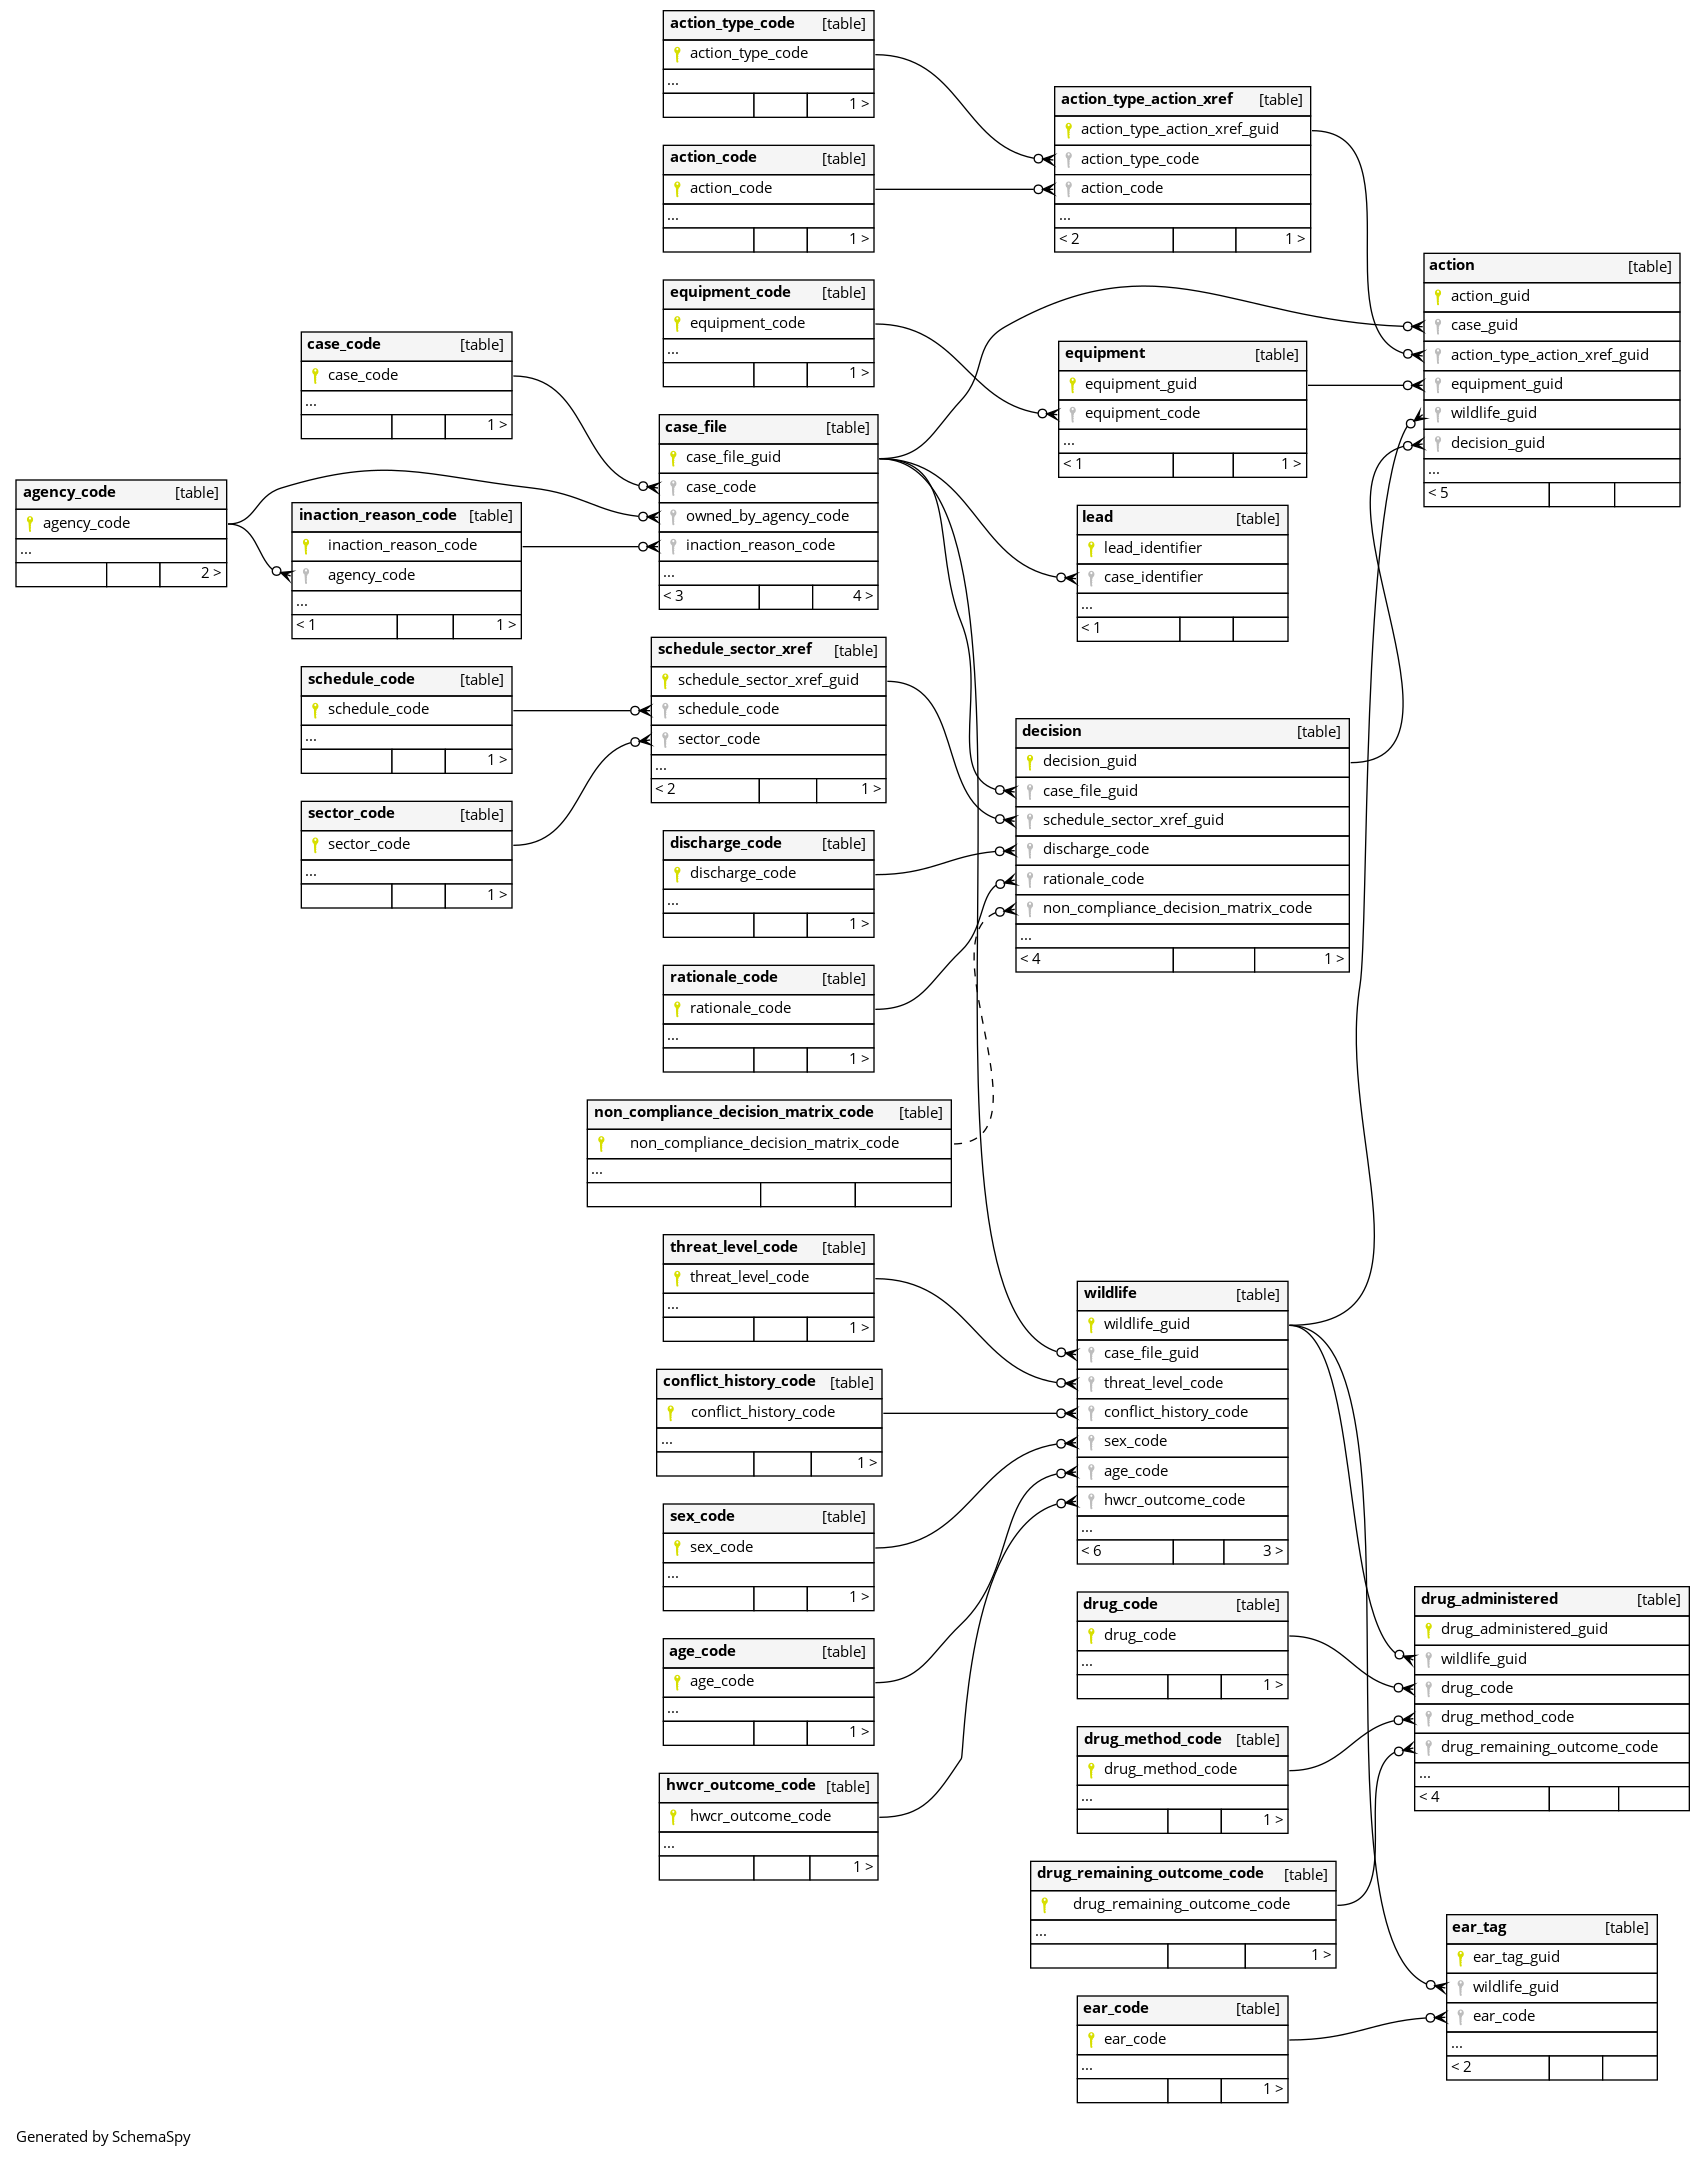 action_type_code [table]
action_type_code
...
1 >
action_code [table]
action_code
...
1 >
action_type_action_xref [table]
action_type_action_xref_guid
action_type_code
action_code
...
< 2 1 >
action [table]
action_guid
case_guid
action_type_action_xref_guid
equipment_guid
wildlife_guid
decision_guid
...
< 5
equipment_code [table]
equipment_code
...
1 >
equipment [table]
equipment_guid
equipment_code
...
< 1 1 >
case_code [table]
case_code
...
1 >
case_file [table]
case_file_guid
case_code
owned_by_agency_code
inaction_reason_code
...
< 3 4 >
agency_code [table]
agency_code
...
2 >
inaction_reason_code [table]
inaction_reason_code
agency_code
...
< 1 1 >
lead [table]
lead_identifier
case_identifier
...
< 1
schedule_sector_xref [table]
schedule_sector_xref_guid
schedule_code
sector_code
...
< 2 1 >
schedule_code [table]
schedule_code
...
1 >
sector_code [table]
sector_code
...
1 >
decision [table]
decision_guid
case_file_guid
schedule_sector_xref_guid
discharge_code
rationale_code
non_compliance_decision_matrix_code
...
< 4 1 >
discharge_code [table]
discharge_code
...
1 >
rationale_code [table]
rationale_code
...
1 >
non_compliance_decision_matrix_code [table]
non_compliance_decision_matrix_code
...
threat_level_code [table]
threat_level_code
...
1 >
wildlife [table]
wildlife_guid
case_file_guid
threat_level_code
conflict_history_code
sex_code
age_code
hwcr_outcome_code
...
< 6 3 >
conflict_history_code [table]
conflict_history_code
...
1 >
sex_code [table]
sex_code
...
1 >
age_code [table]
age_code
...
1 >
hwcr_outcome_code [table]
hwcr_outcome_code
...
1 >
drug_code [table]
drug_code
...
1 >
drug_administered [table]
drug_administered_guid
wildlife_guid
drug_code
drug_method_code
drug_remaining_outcome_code
...
< 4
drug_method_code [table]
drug_method_code
...
1 >
drug_remaining_outcome_code [table]
drug_remaining_outcome_code
...
1 >
ear_tag [table]
ear_tag_guid
wildlife_guid
ear_code
...
< 2
ear_code [table]
ear_code
...
1 >
Generated by SchemaSpy